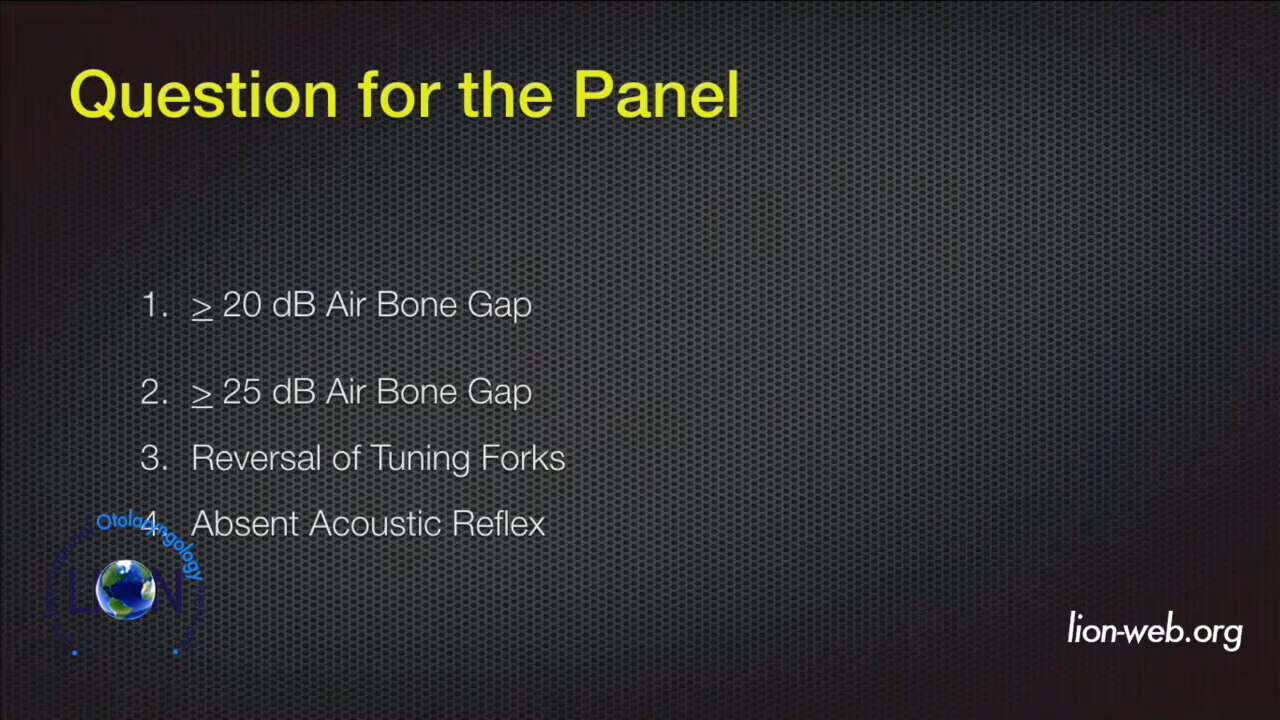 Question for the Panel
1. ≥ 20 dB Air Bone Gap
2. ≥ 25 dB Air Bone Gap
3. Reversal of Tuning Forks
4. Absent Acoustic Reflex
Otolaryngology
LION
lion-web.org